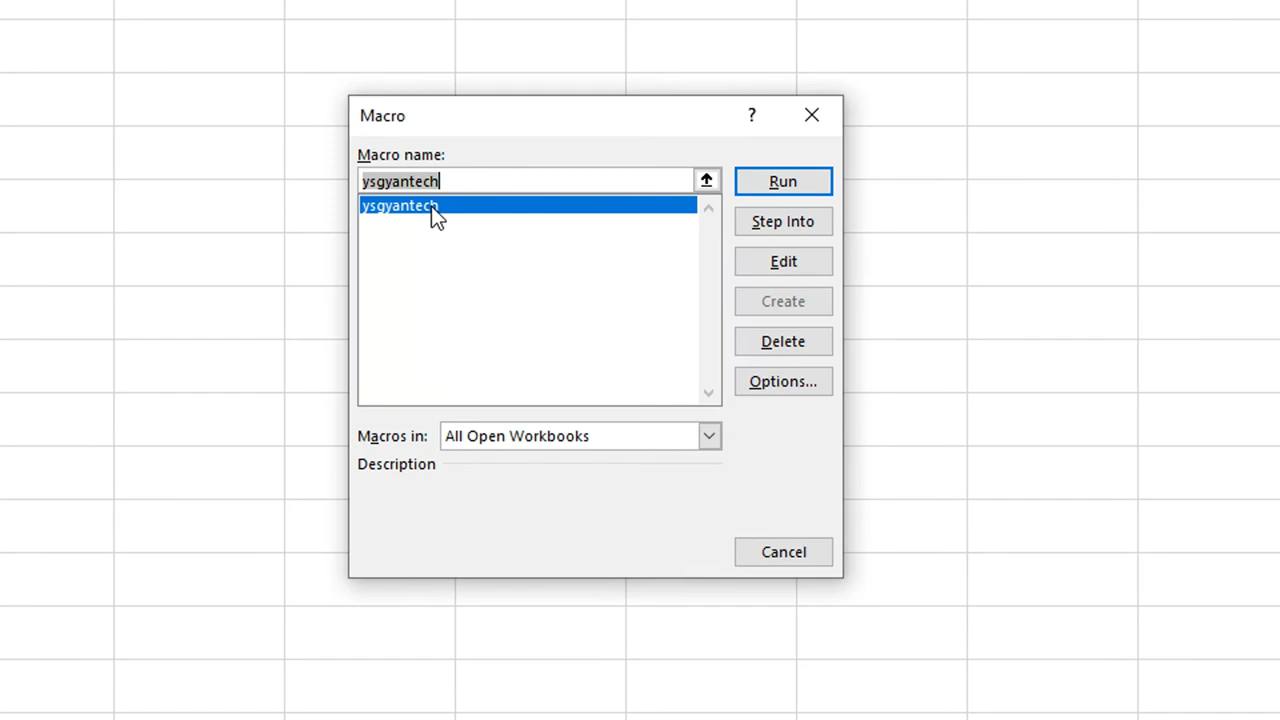 Macro
?
Macro name:
ysgyantech
Run
ysgyantech
Step Into
Edit
Create
Delete
Options...
Macros in:
All Open Workbooks
Description
Cancel